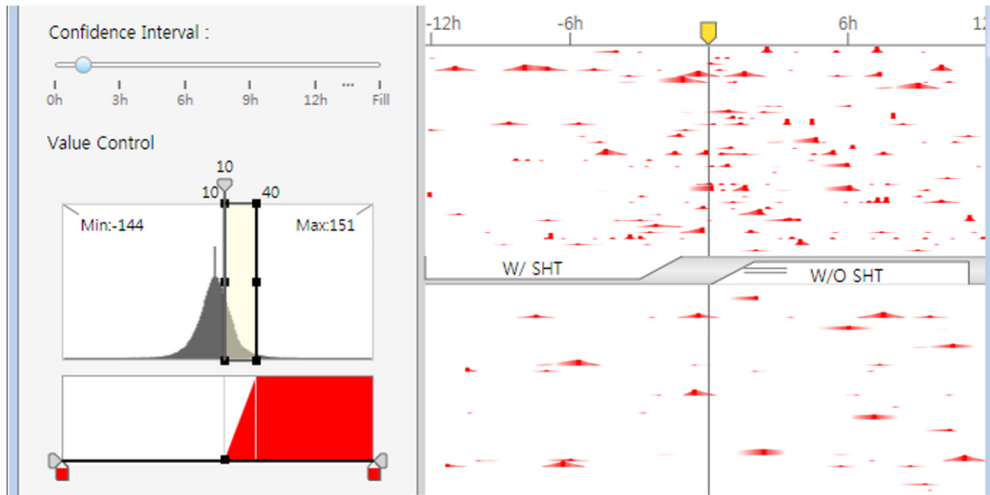 Confidence Interval :
0h 3h 6h 9h 12h ... Fill
Value Control
10
10 40
Min:-144 Max:151
-12h -6h 6h 12
W/ SHT
W/O SHT